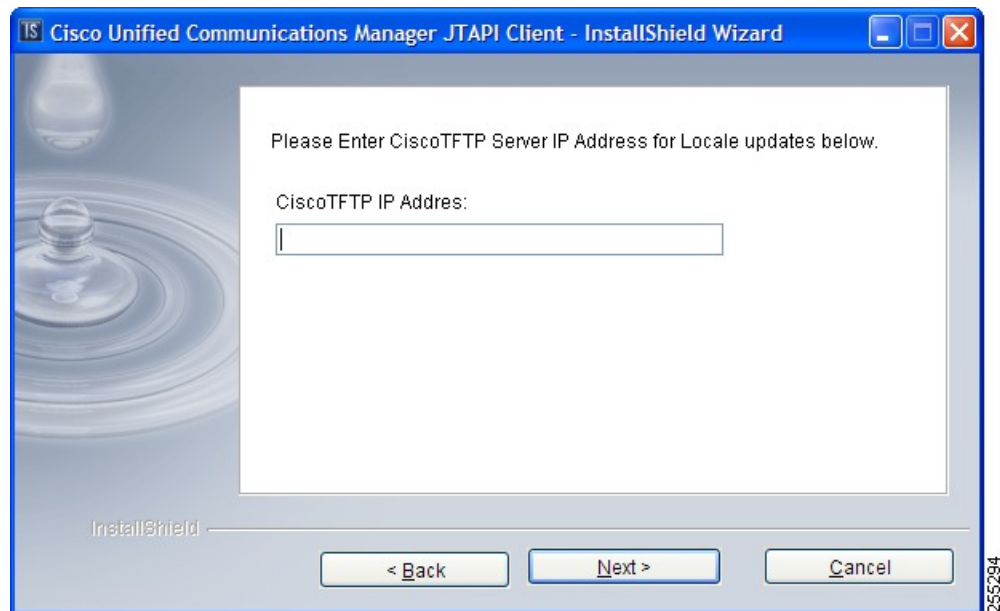 IS Cisco Unified Communications Manager JTAPI Client - InstallShield Wizard
Please Enter CiscoTFTP Server IP Address for Locale updates below.
CiscoTFTP IP Addres:
InstallShield
< Back
Next >
Cancel
255294